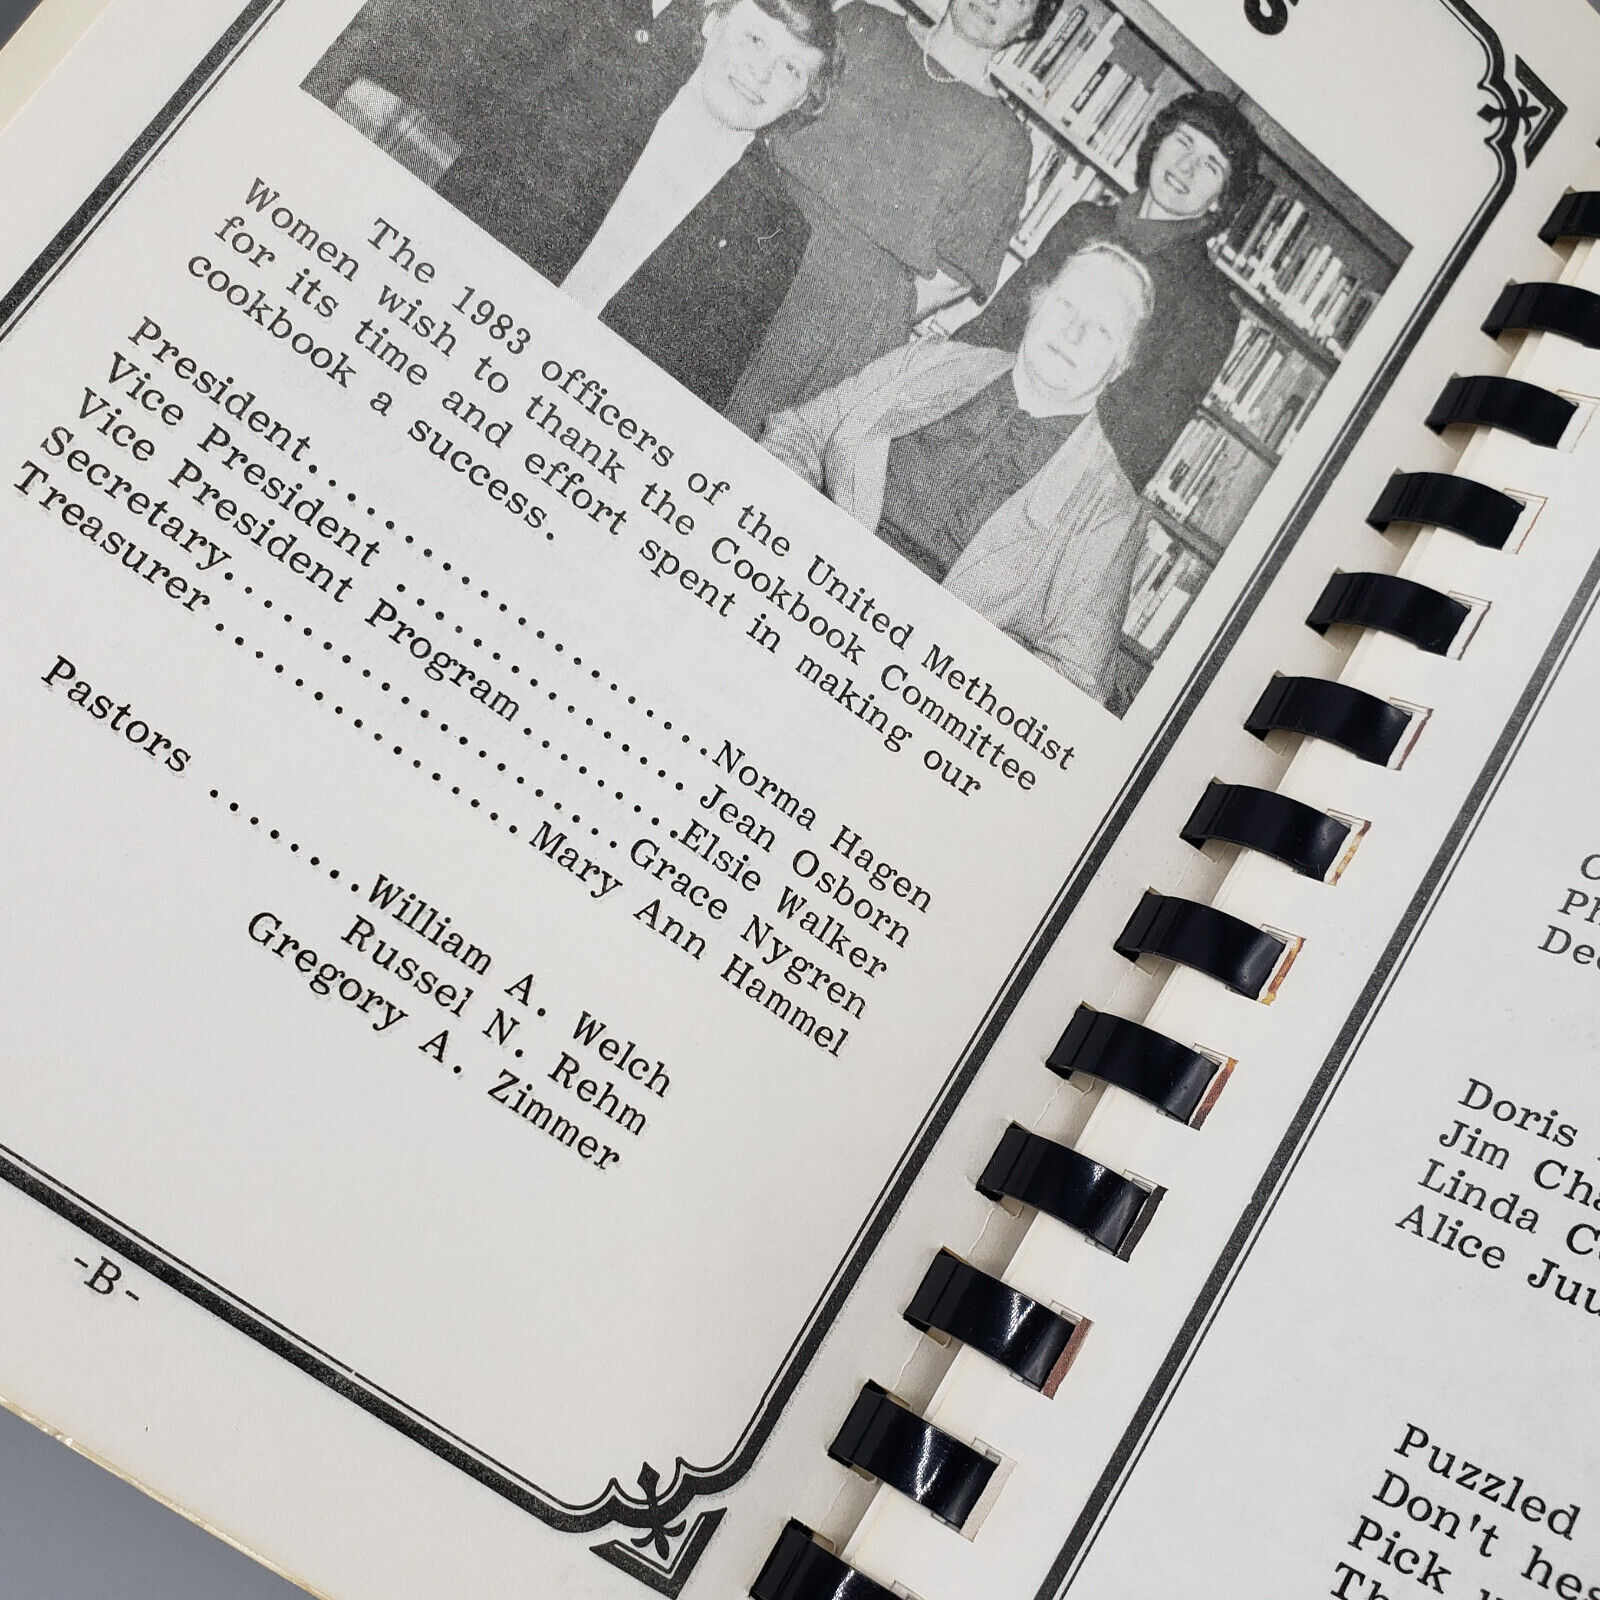 The 1983 officers of the United Methodist
Women wish to thank the Cookbook Committee
for its time and effort spent in making our
cookbook a success.
President..........................Norma Hagen
Vice President .....................Jean Osborn
Vice President Program.............Elsie Walker
Secretary..........................Grace Nygren
Treasurer .....................Mary Ann Hammel
Pastors ..........William A. Welch
Russel N. Rehm
Gregory A. Zimmer
-B-
Doris
Jim
Linda
Alice
Puzzled
Don't
Pick